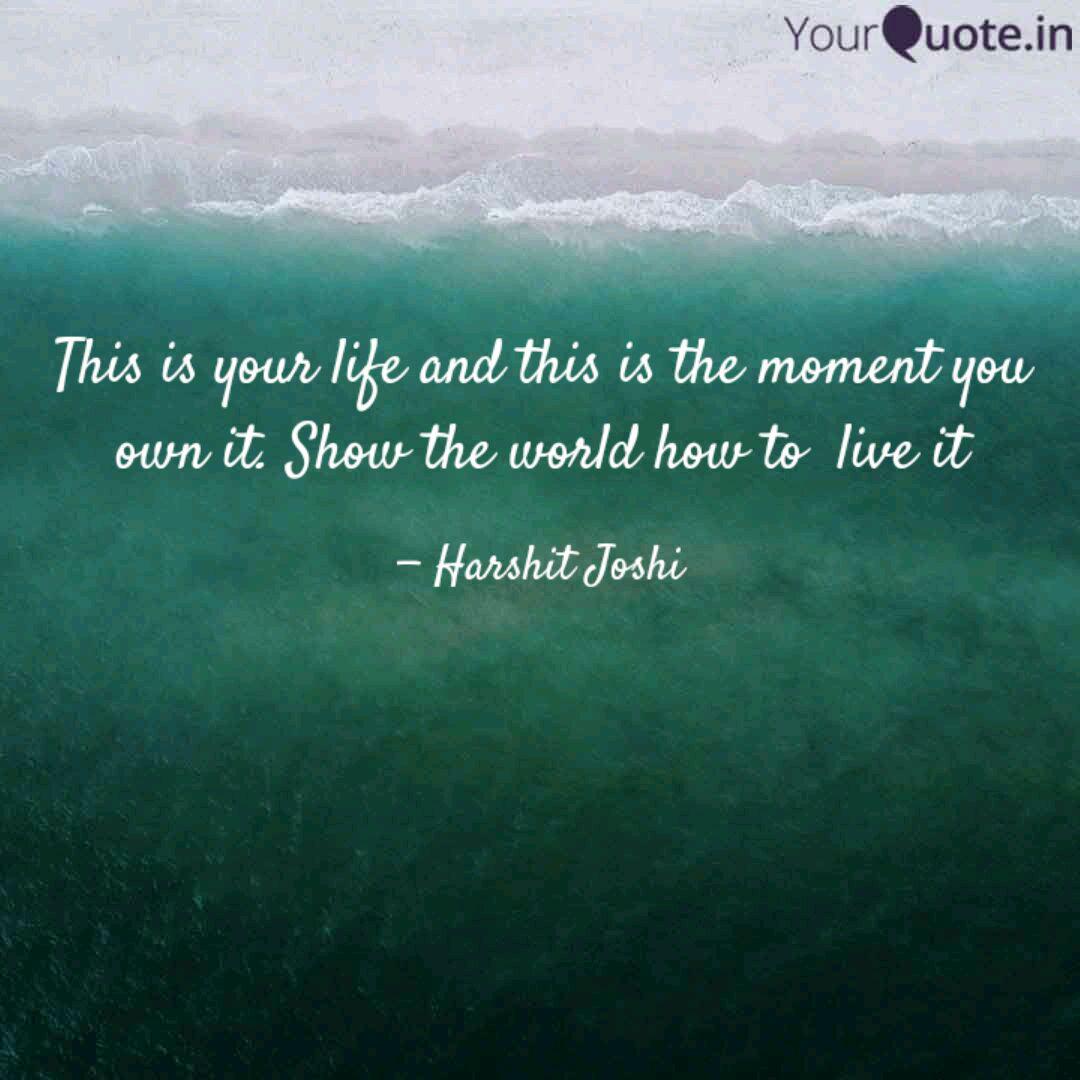 YourQuote.in
This is your life and this is the moment you
own it. Show the world how to  live it
– Harshit Joshi